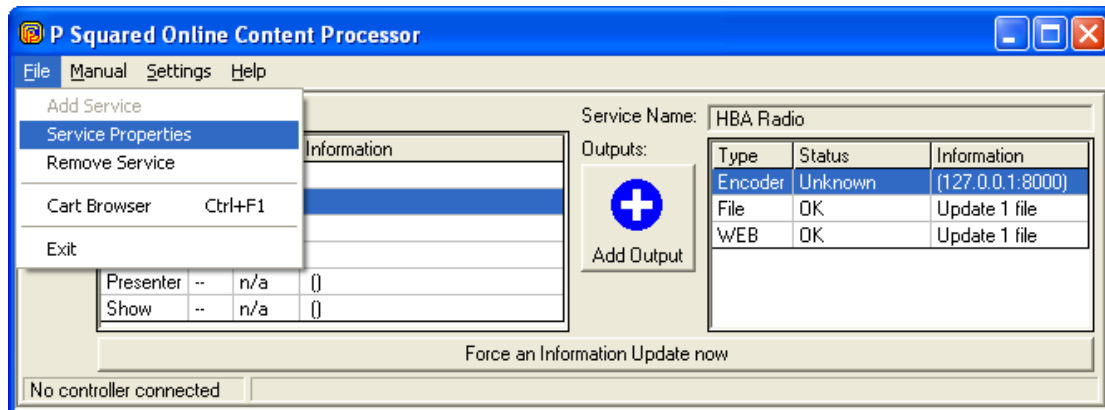 P Squared Online Content Processor
File Manual Settings Help
Add Service
Service Properties
Remove Service
Cart Browser Ctrl+F1
Exit
Information
Presenter -- n/a ()
Show -- n/a ()
Service Name: HBA Radio
Outputs:
Add Output
Type Status Information
Encoder Unknown (127.0.0.1:8000)
File OK Update 1 file
WEB OK Update 1 file
Force an Information Update now
No controller connected